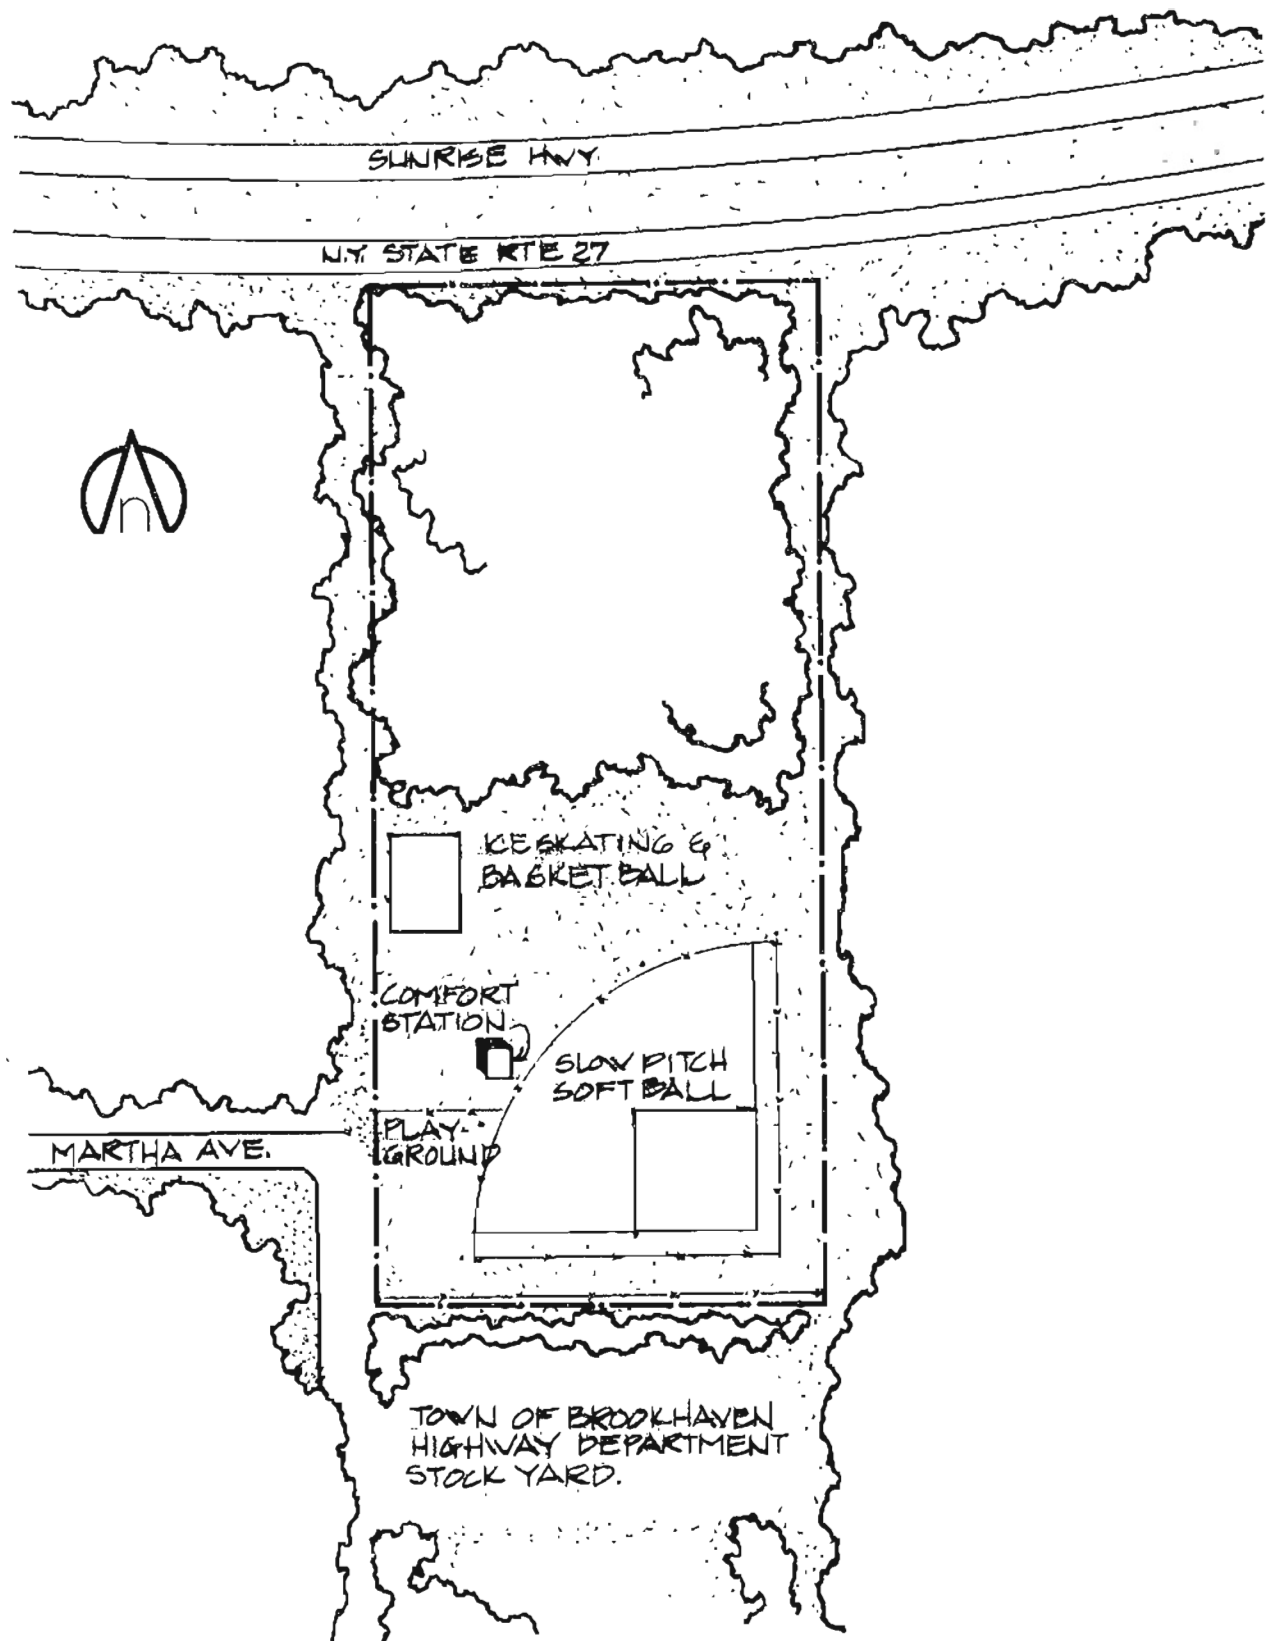 SUNRISE HWY.
N.Y. STATE RTE 27
n
ICE SKATING &
BASKET BALL
COMFORT
STATION
SLOW PITCH
SOFT BALL
PLAY-
GROUND
MARTHA AVE.
TOWN OF BROOKHAVEN
HIGHWAY DEPARTMENT
STOCK YARD.